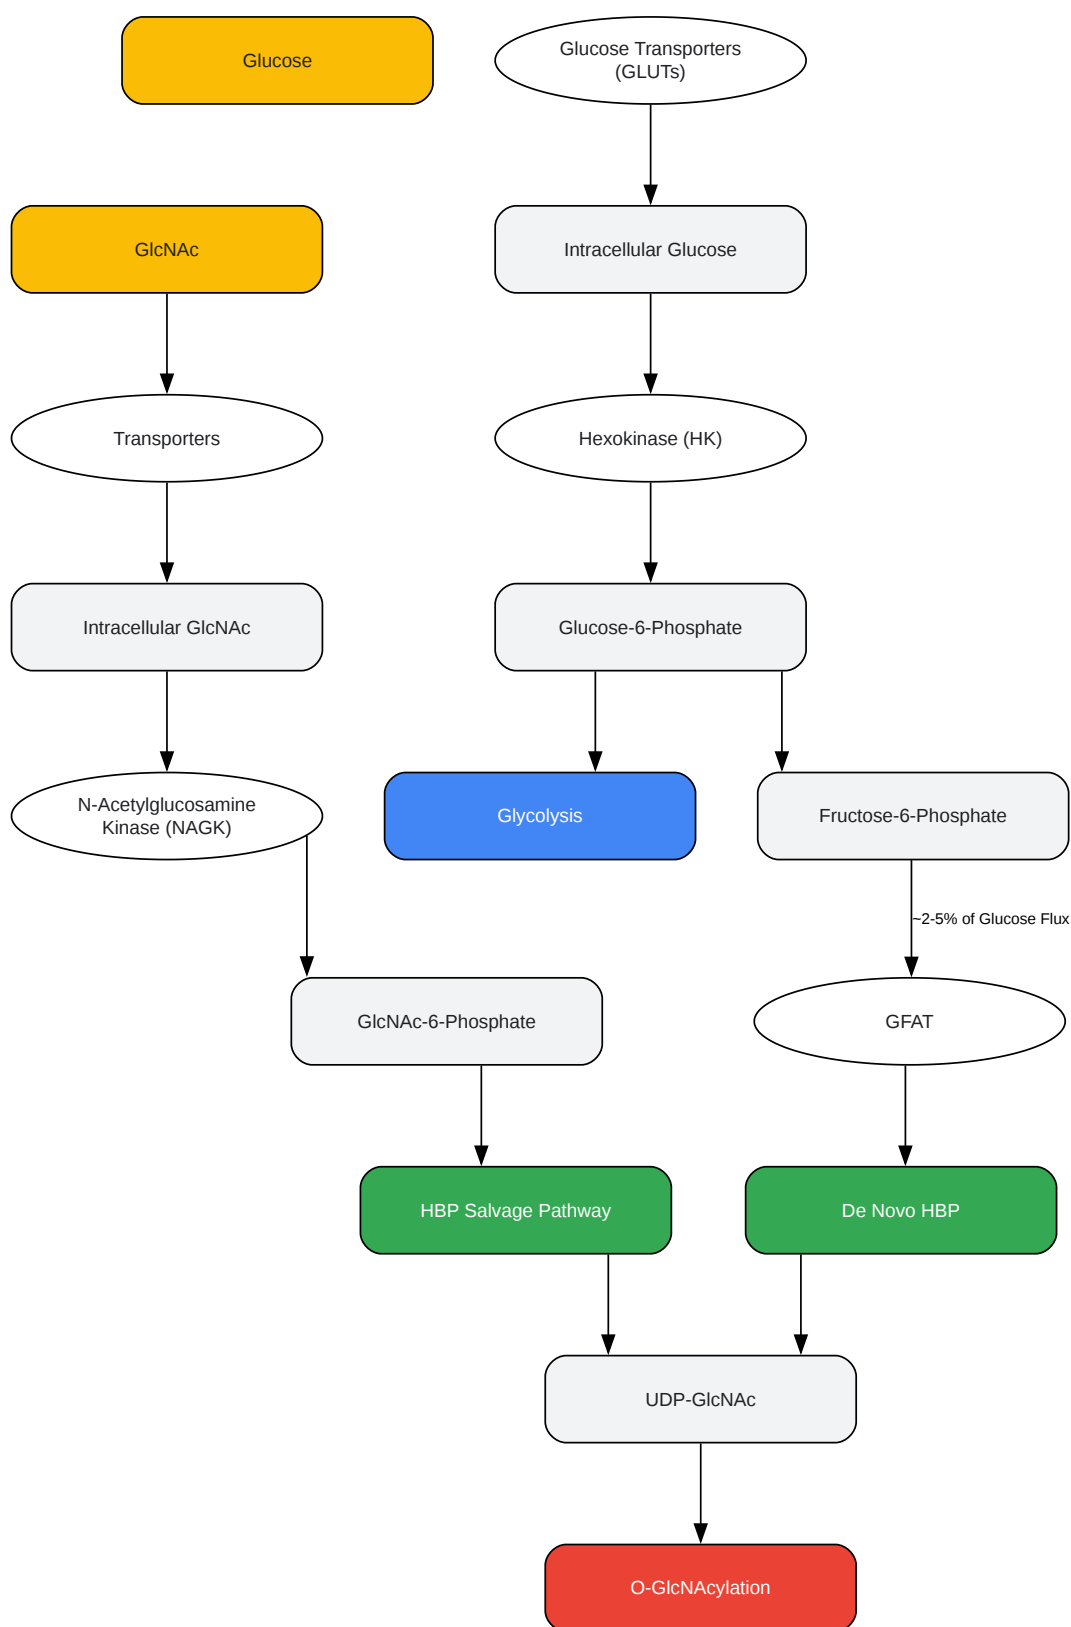 Glucose
Glucose Transporters
(GLUTs)
GlcNAc
Intracellular Glucose
Transporters
Hexokinase (HK)
Intracellular GlcNAc
Glucose-6-Phosphate
N-Acetylglucosamine
Kinase (NAGK)
Glycolysis
Fructose-6-Phosphate
~2-5% of Glucose Flux
GlcNAc-6-Phosphate
GFAT
HBP Salvage Pathway
De Novo HBP
UDP-GlcNAc
O-GlcNAcylation